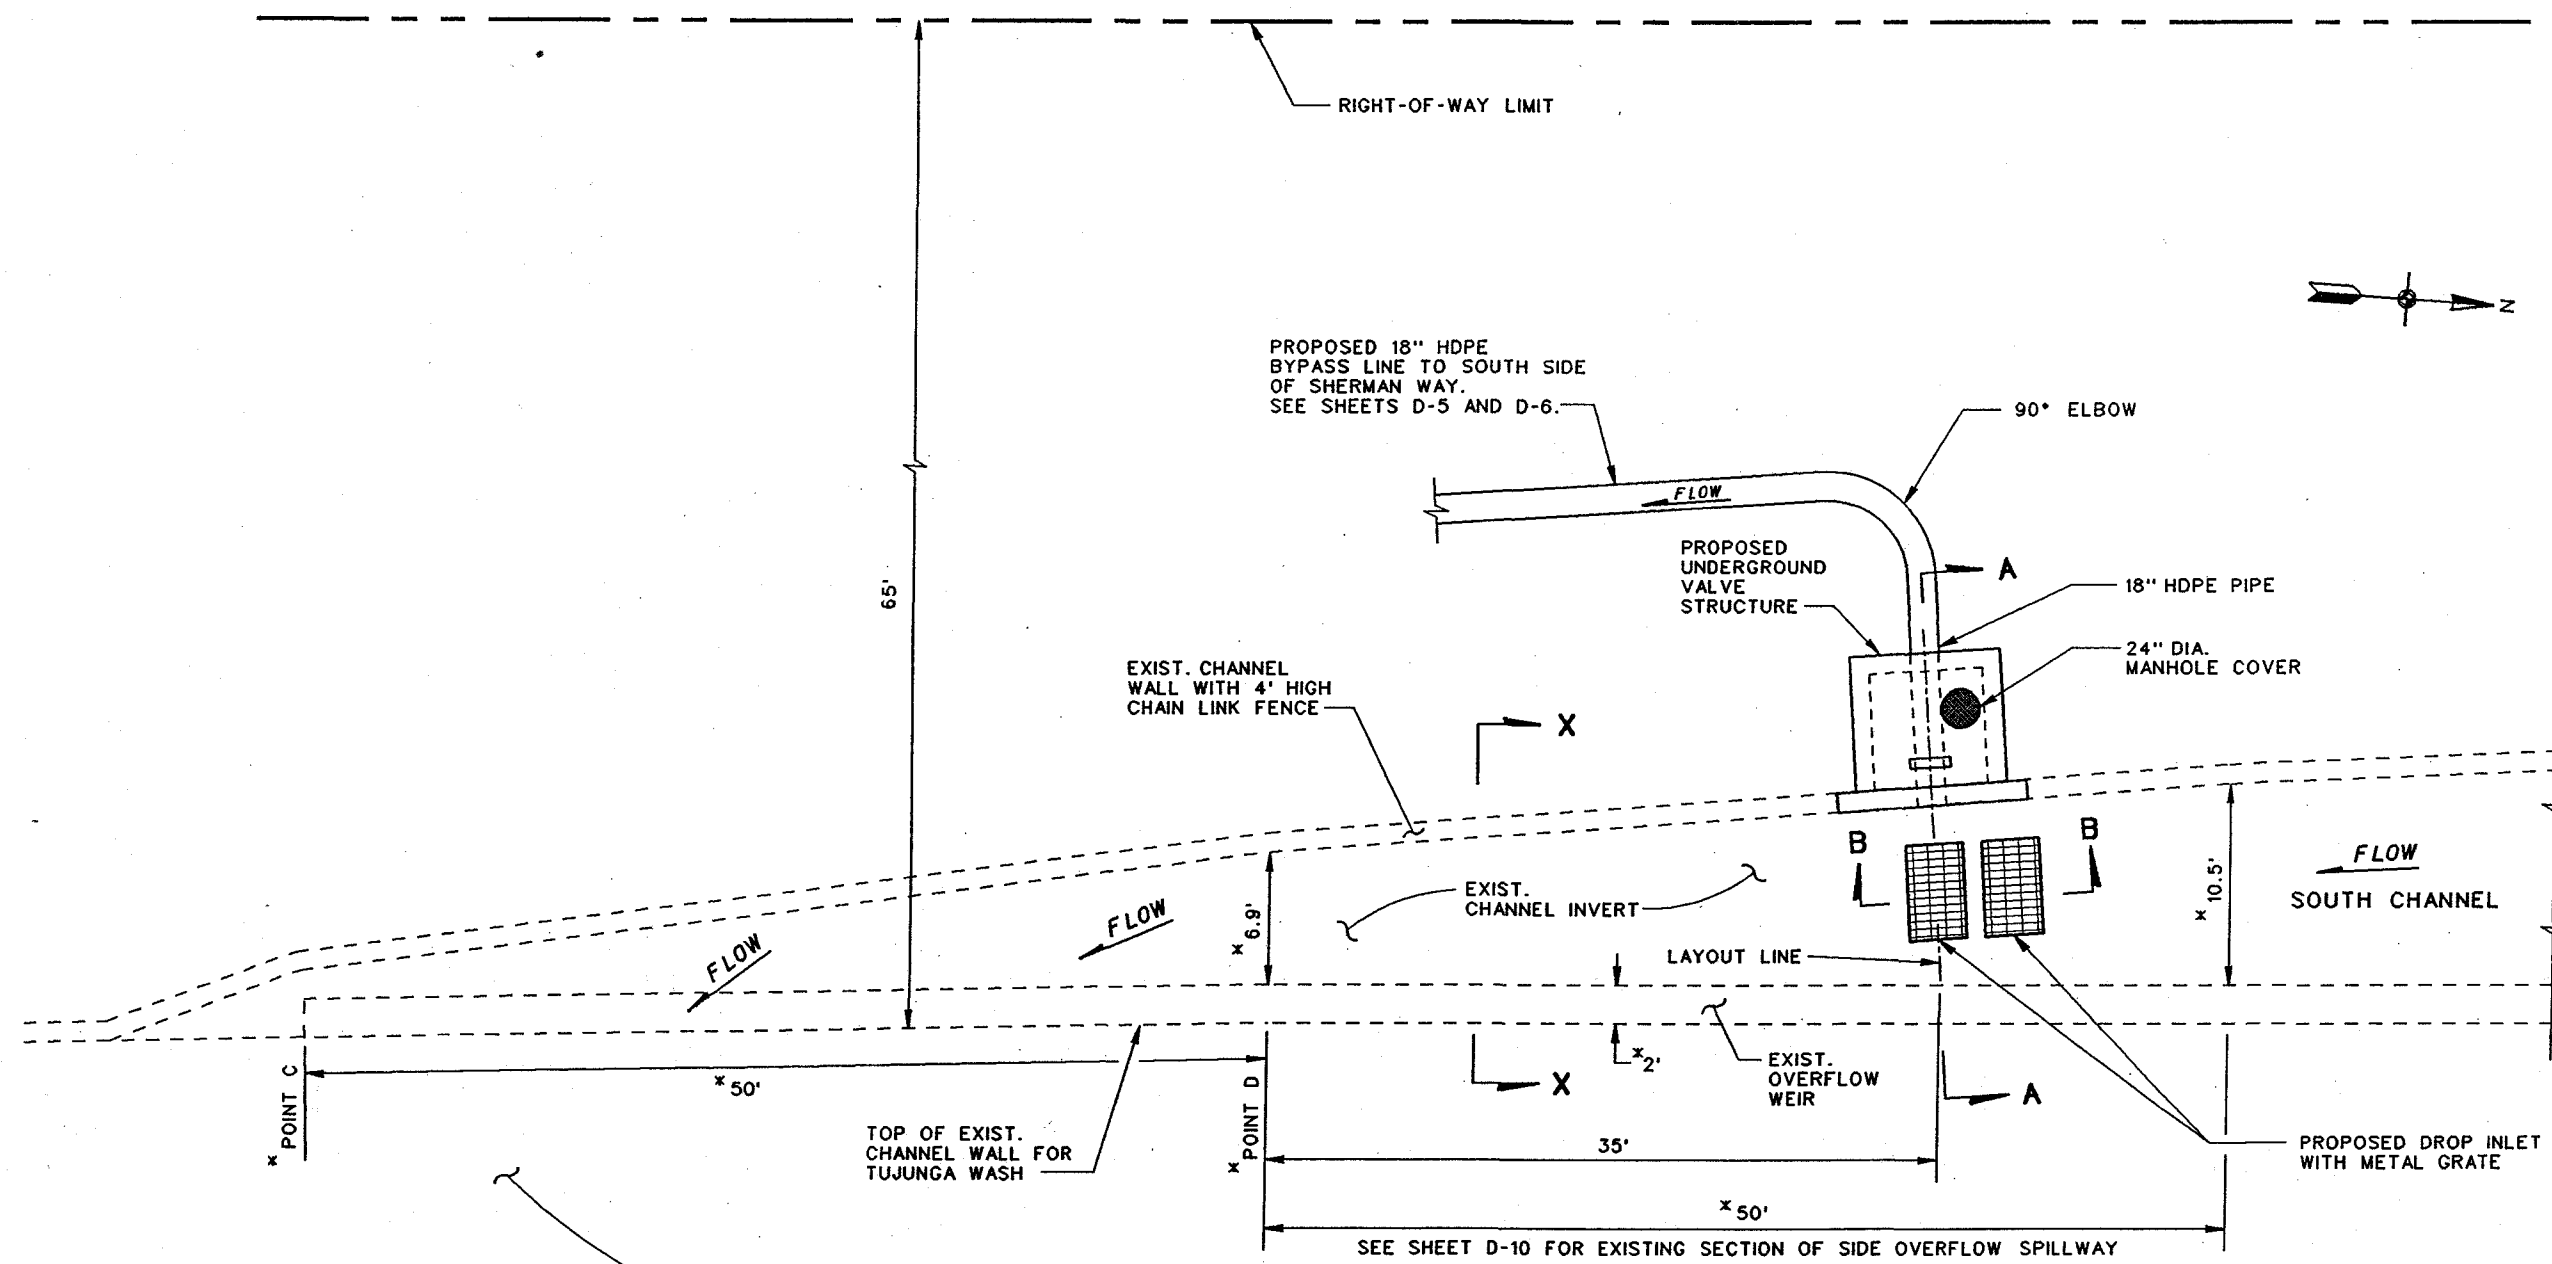 RIGHT-OF-WAY LIMIT
N
PROPOSED 18" HDPE
BYPASS LINE TO SOUTH SIDE
OF SHERMAN WAY.
SEE SHEETS D-5 AND D-6.
90° ELBOW
FLOW
PROPOSED
UNDERGROUND
VALVE
STRUCTURE
A
18" HDPE PIPE
24" DIA.
MANHOLE COVER
65'
EXIST. CHANNEL
WALL WITH 4' HIGH
CHAIN LINK FENCE
X
B
B
FLOW
SOUTH CHANNEL
* 10.5'
EXIST.
CHANNEL INVERT
* 6.9'
FLOW
FLOW
LAYOUT LINE
*2'
EXIST.
OVERFLOW
WEIR
X
A
* POINT C
*50'
* POINT D
TOP OF EXIST.
CHANNEL WALL FOR
TUJUNGA WASH
35'
PROPOSED DROP INLET
WITH METAL GRATE
*50'
SEE SHEET D-10 FOR EXISTING SECTION OF SIDE OVERFLOW SPILLWAY